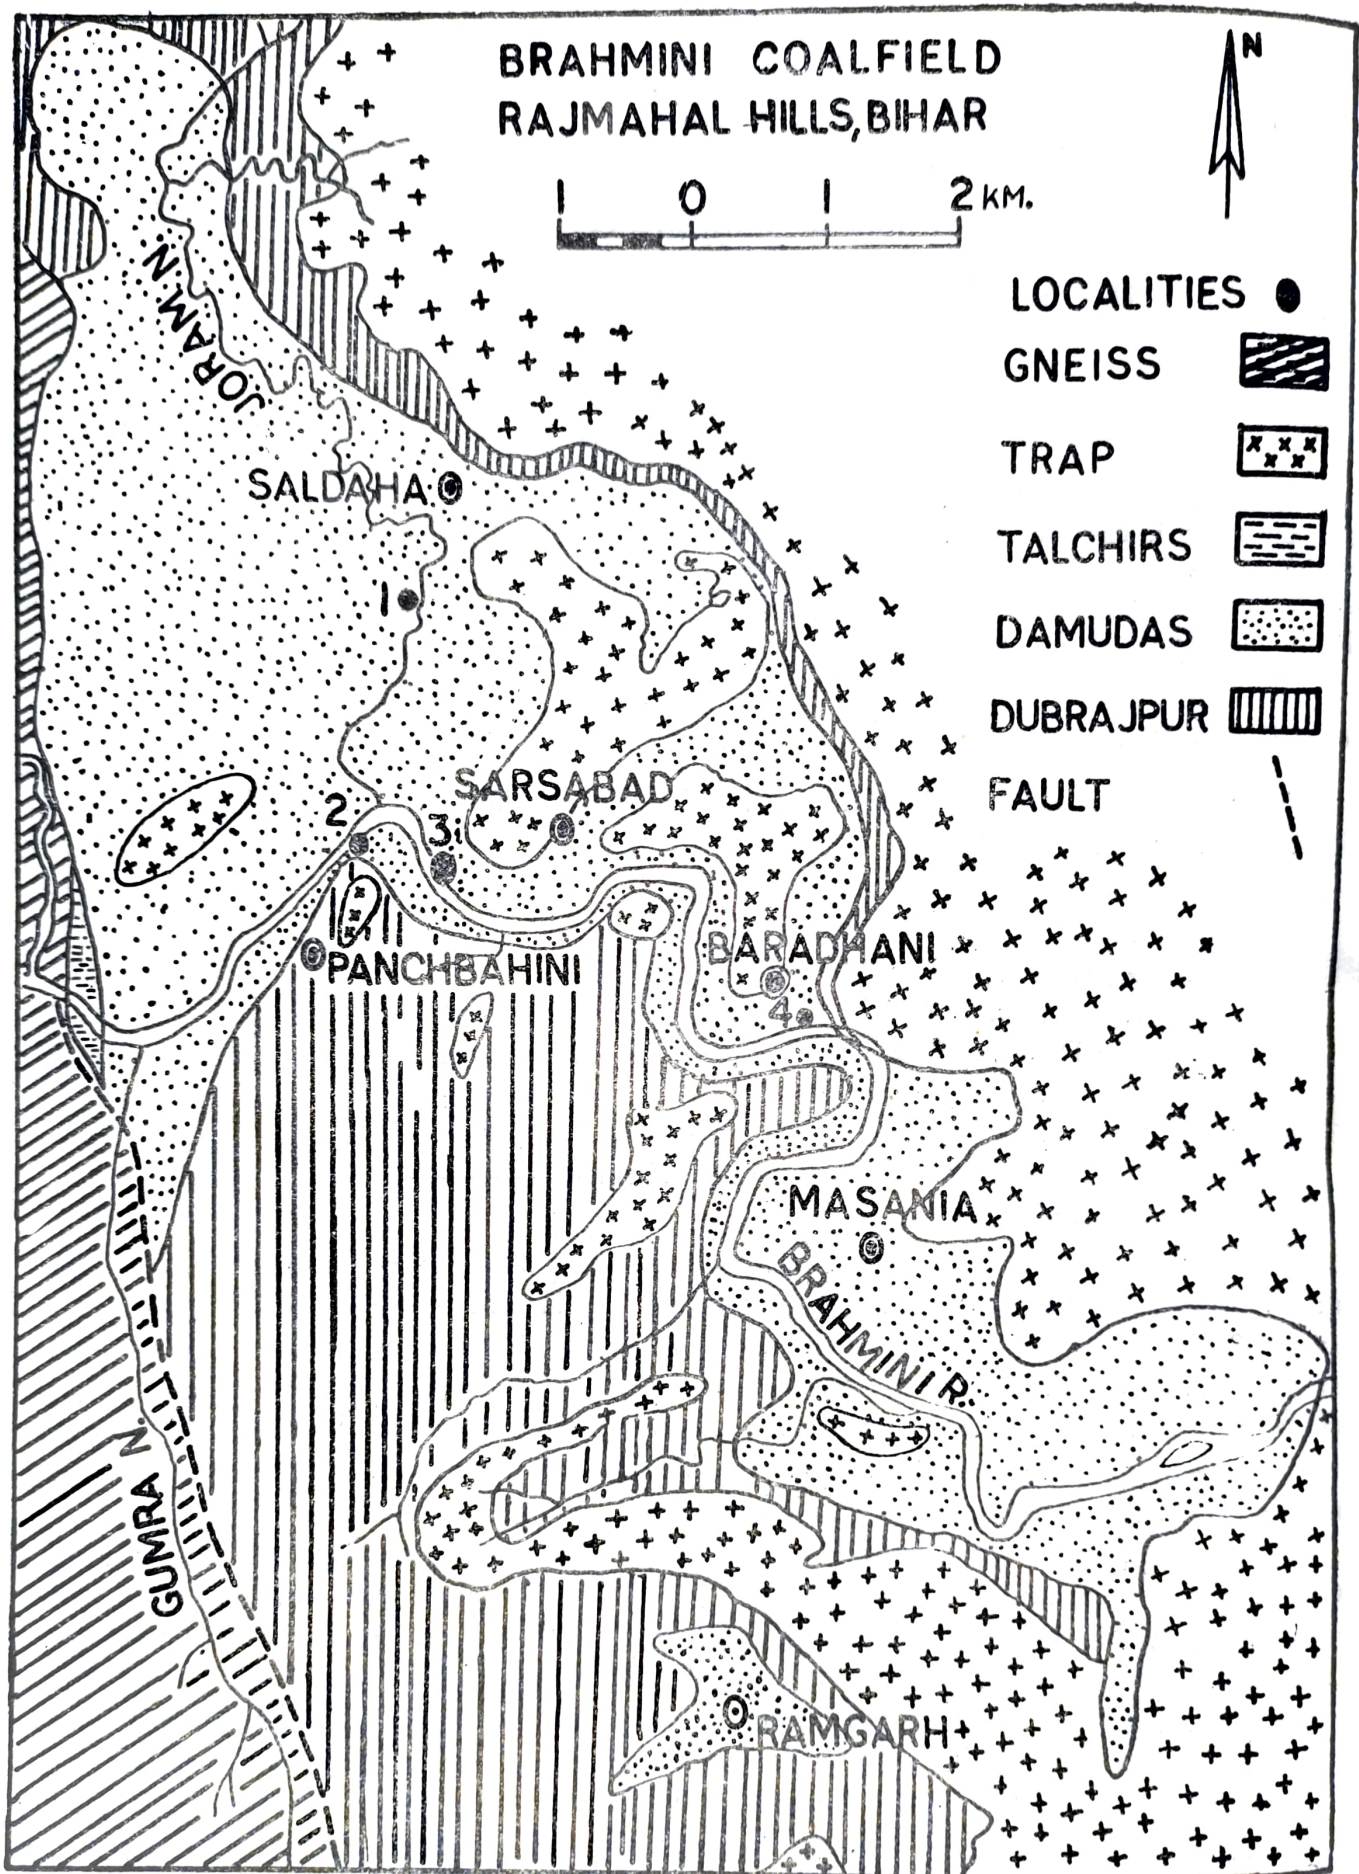 BRAHMINI COALFIELD
RAJMAHAL HILLS, BIHAR
N
1 0 1 2 KM.
LOCALITIES
GNEISS
TRAP
TALCHIRS
DAMUDAS
DUBRAJPUR
FAULT
JORAM N
SALDAHA
1
SARSABAD
2
3
BARADHANI
PANCHBAHINI
4
MASANIA
BRAHMINI R.
GUMRA N.
RAMGARH